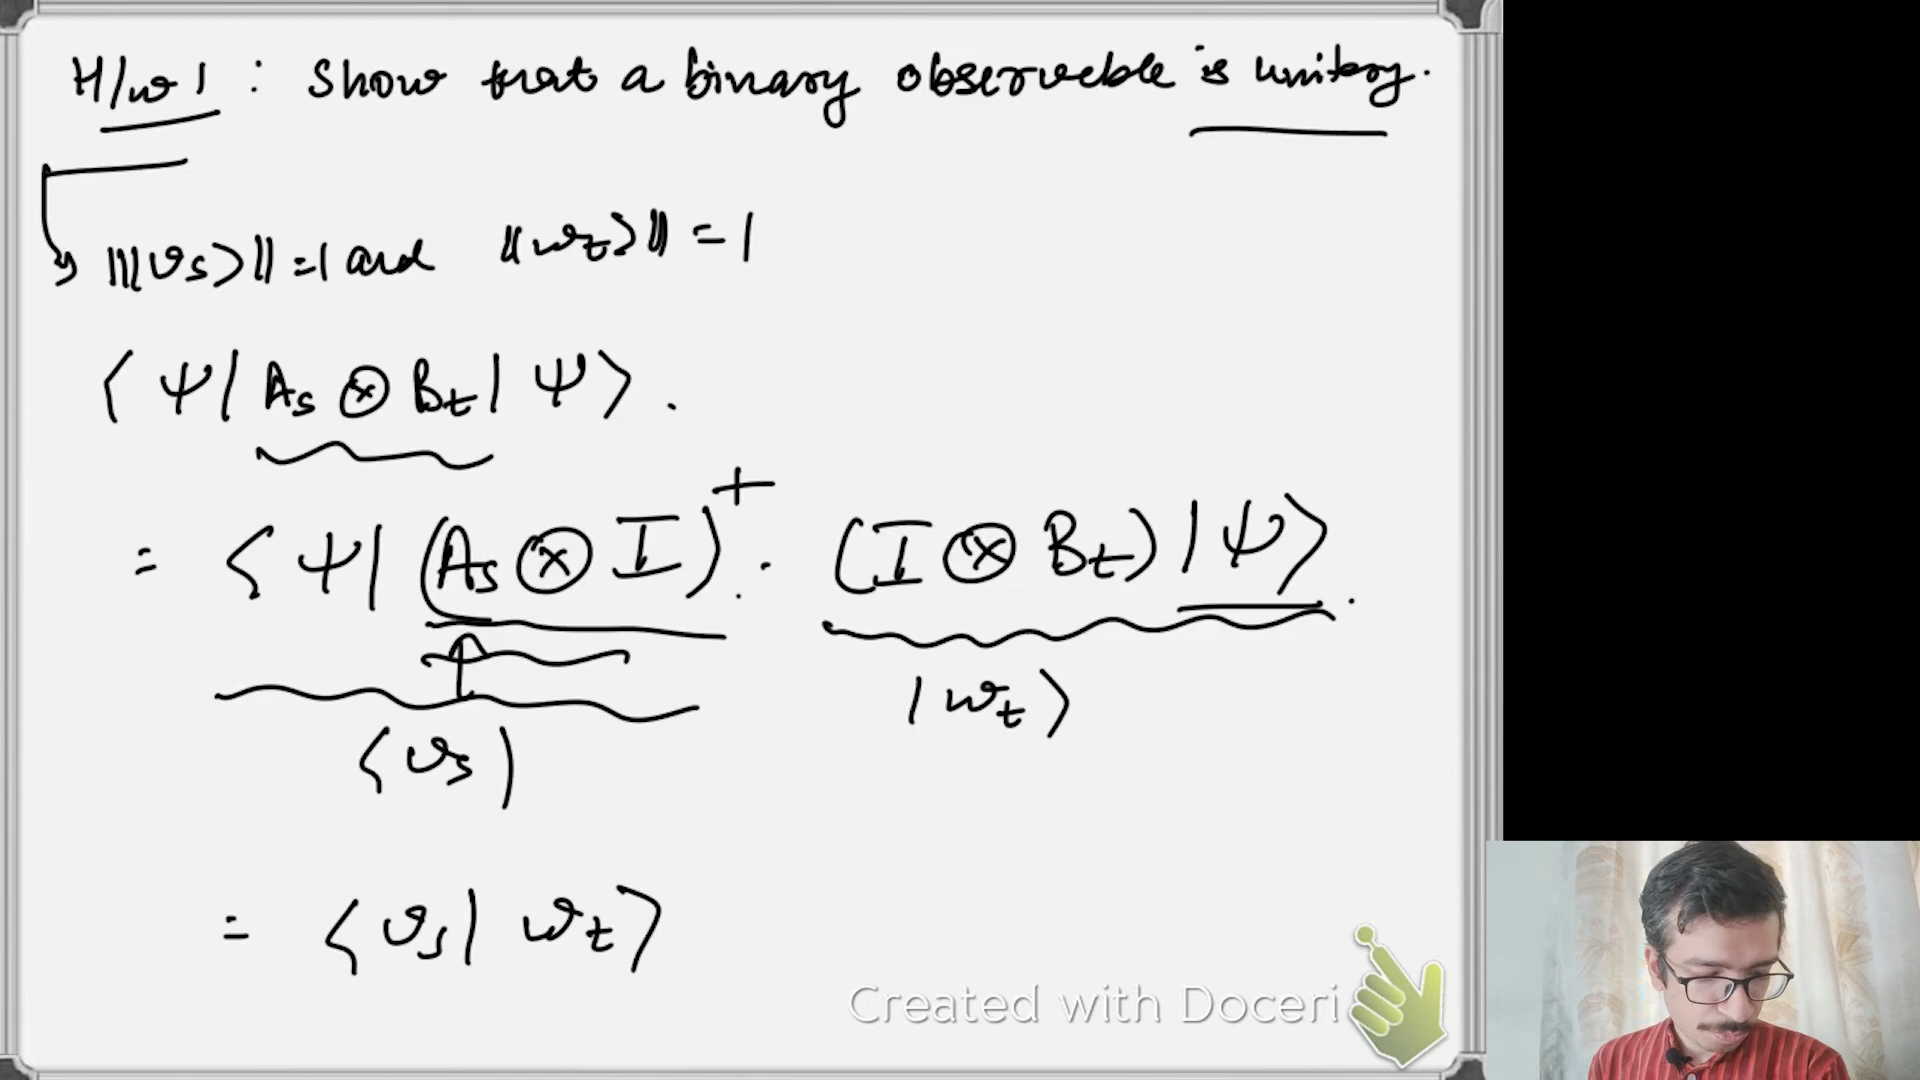 H/w 1 : Show that a binary observable is unitary.
|||v_s>|| = 1 and ||w_t>|| = 1
⟨ψ| A_s ⊗ B_t |ψ⟩.
= ⟨ψ| (A_s ⊗ I)^† · (I ⊗ B_t) |ψ⟩.
⟨v_s| |w_t⟩
= ⟨v_s| w_t⟩
Created with Doceri